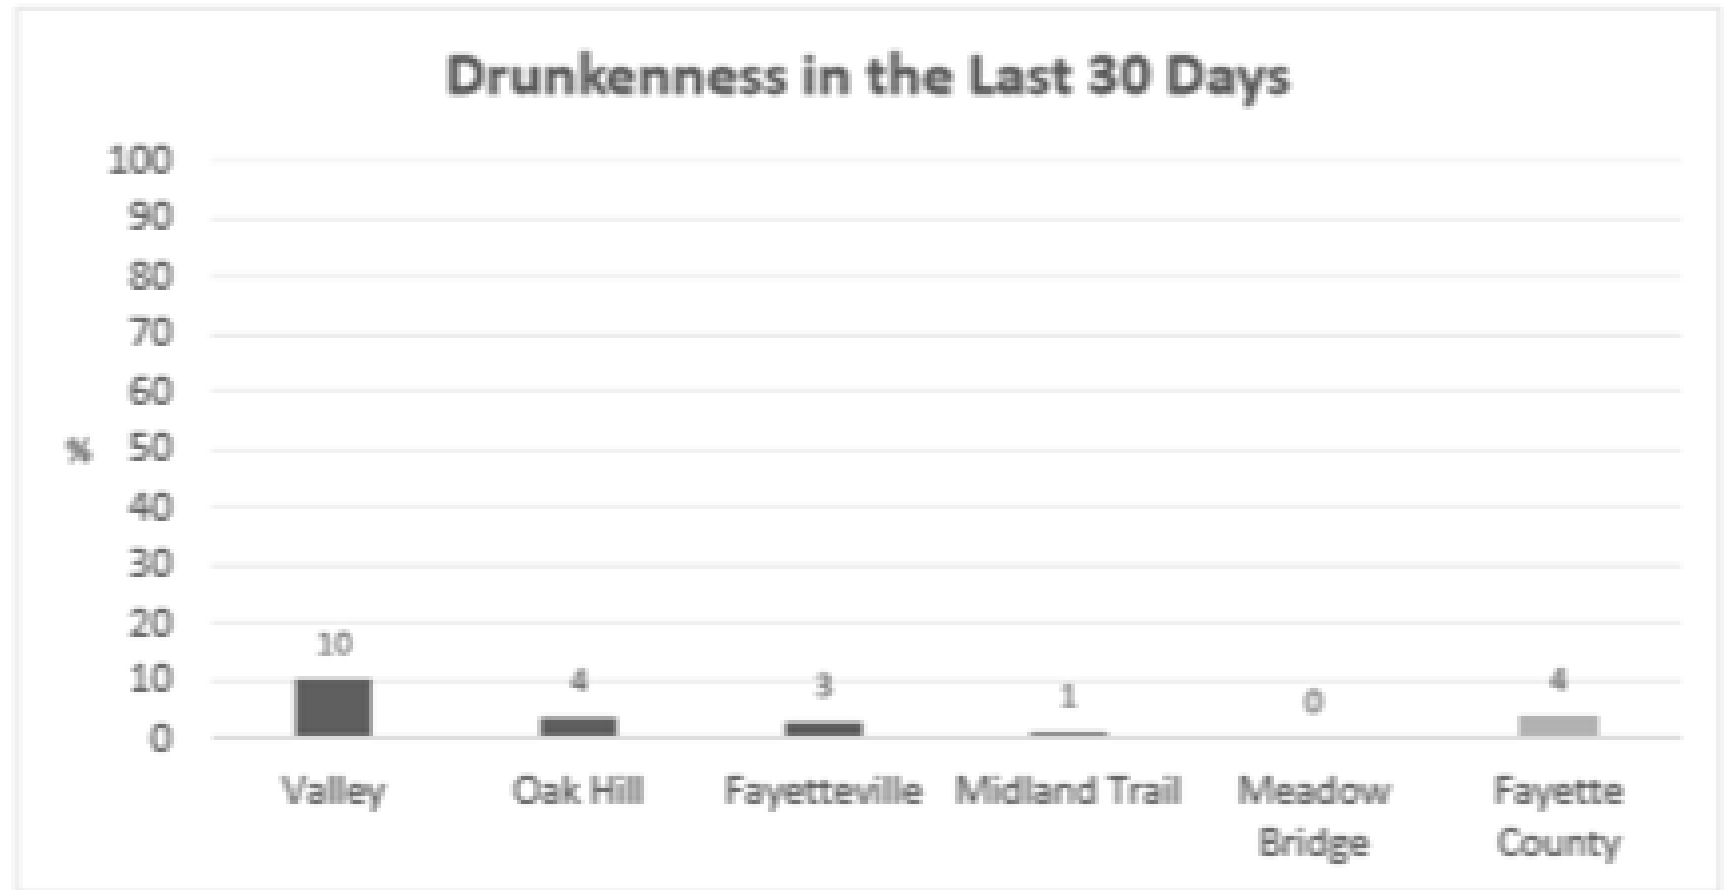 Drunkenness in the Last 30 Days
100
90
80
70
60
50
40
30
20
10
0
%
10
4
3
1
0
4
Valley
Oak Hill
Fayetteville
Midland Trail
Meadow
Bridge
Fayette
County